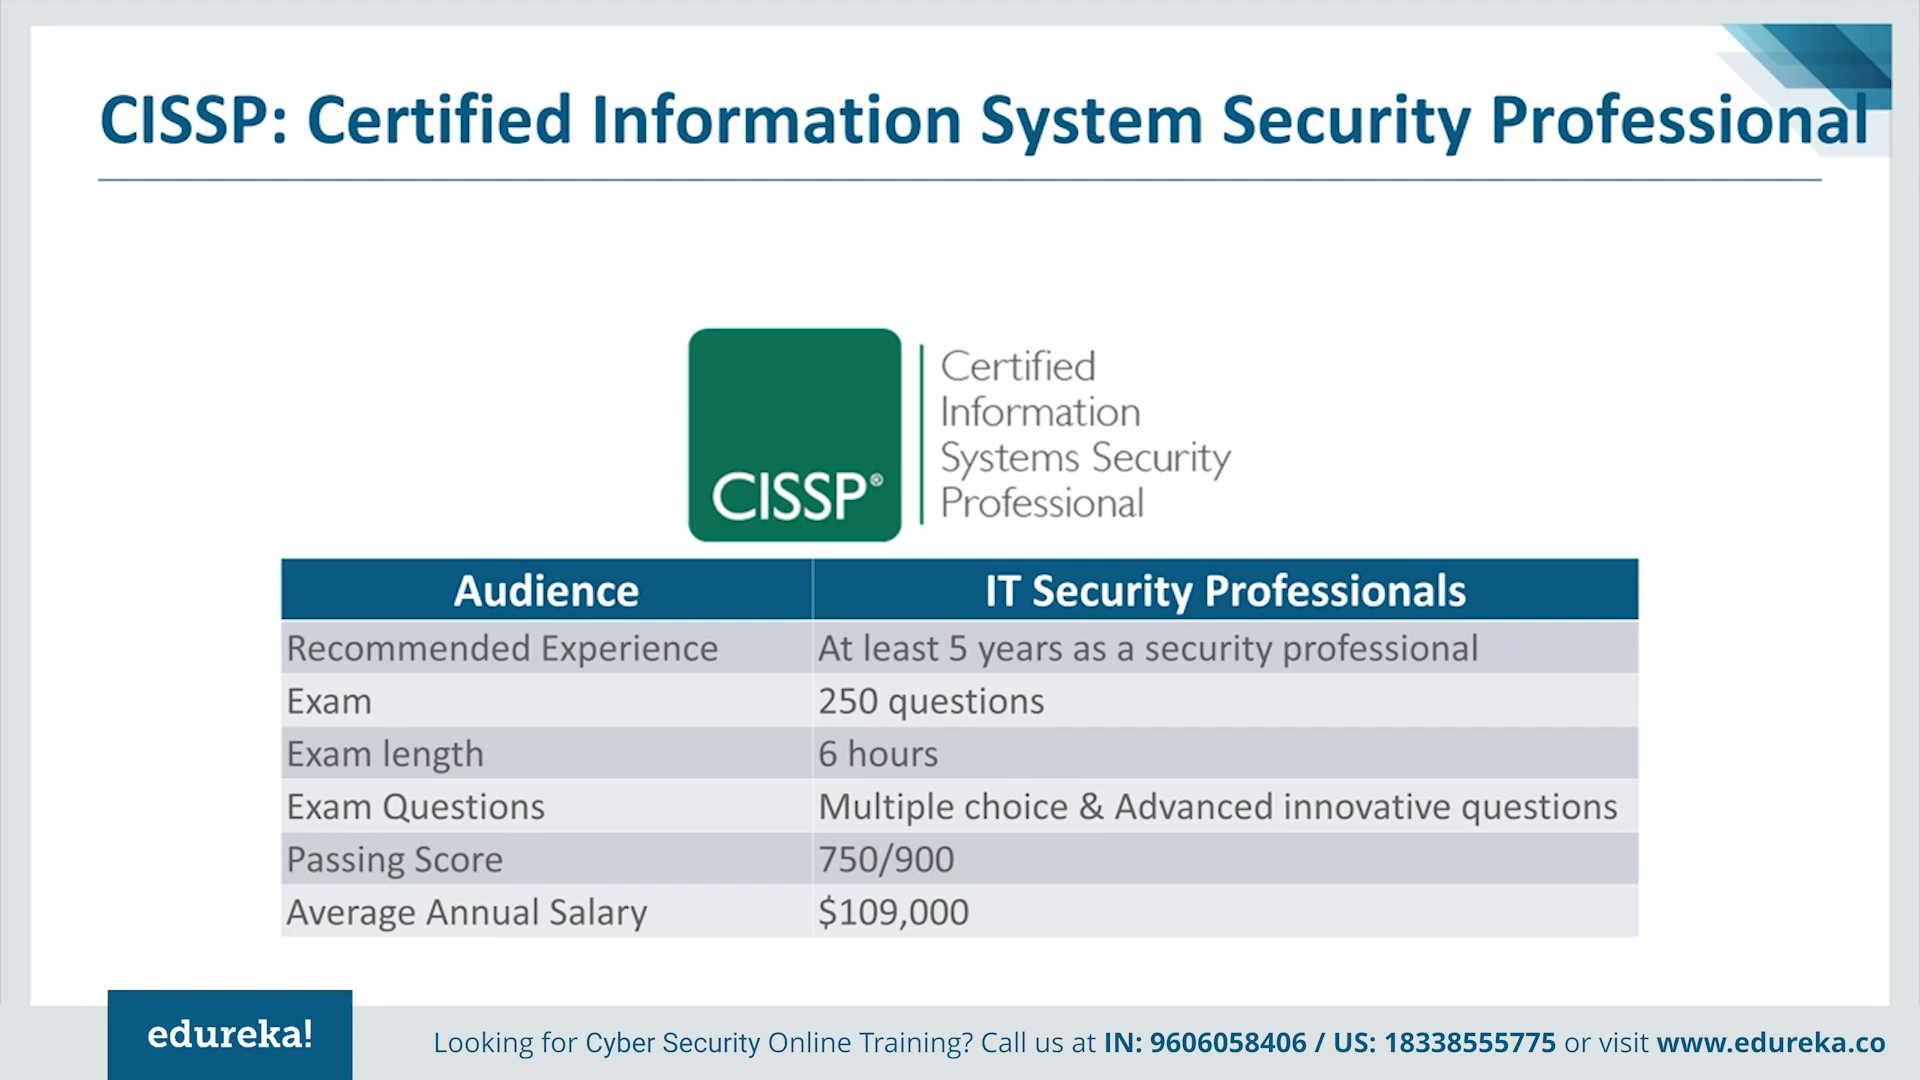 CISSP: Certified Information System Security Professional
CISSP®
Certified
Information
Systems Security
Professional
Audience IT Security Professionals
Recommended Experience At least 5 years as a security professional
Exam 250 questions
Exam length 6 hours
Exam Questions Multiple choice & Advanced innovative questions
Passing Score 750/900
Average Annual Salary $109,000
edureka!
Looking for Cyber Security Online Training? Call us at IN: 9606058406 / US: 18338555775 or visit www.edureka.co